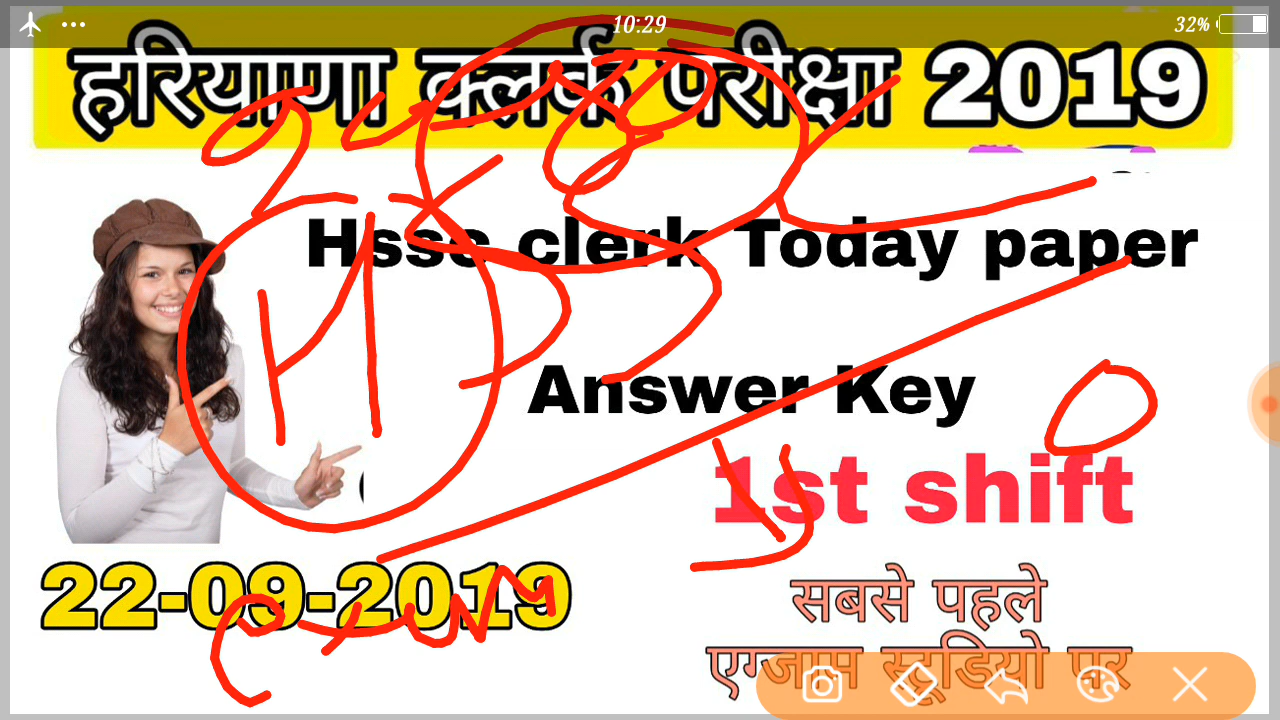 10:29
32%
हरियाणा क्लर्क परीक्षा 2019
Hssc clerk Today paper
Answer Key
1st shift
22-09-2019
exam
सबसे पहले
एग्जाम स्टूडियो पर